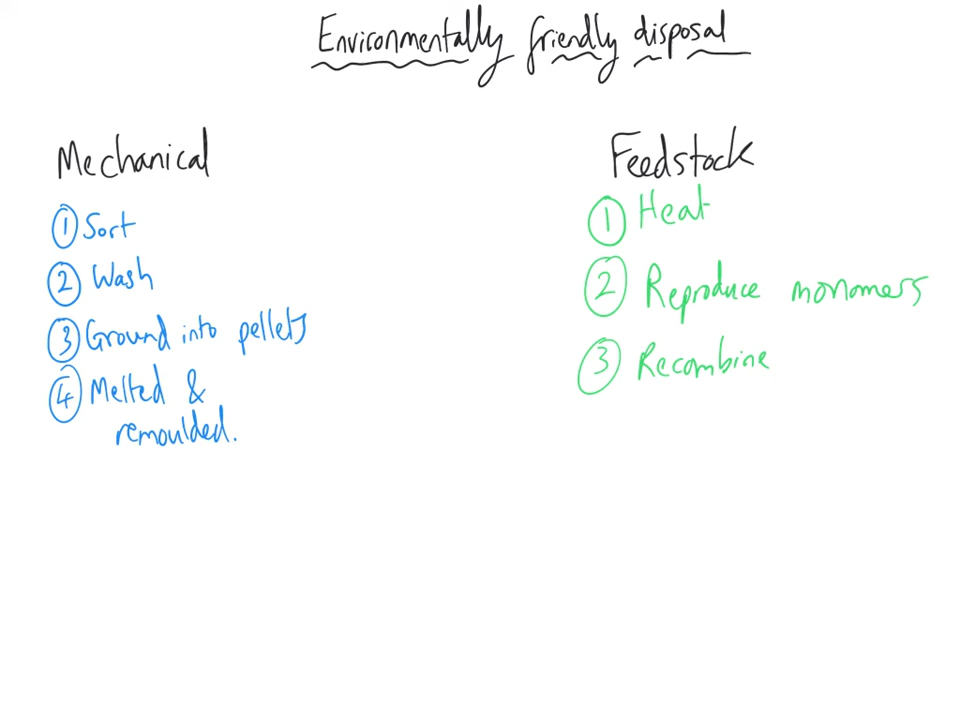 Environmentally friendly disposal
Mechanical
① Sort
② Wash
③ Ground into pellets
④ Melted &
remoulded.
Feedstock
① Heat
② Reproduce monomers
③ Recombine